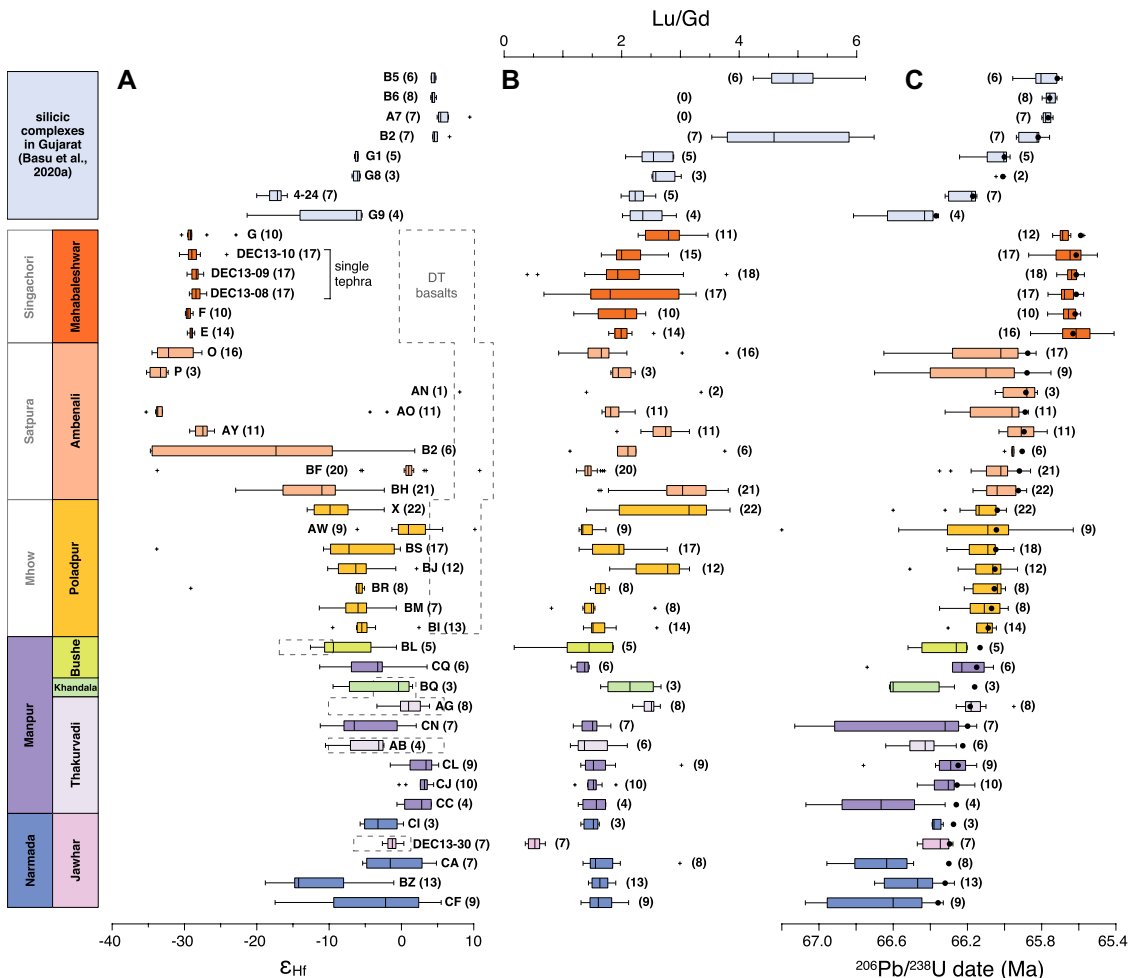 Lu/Gd
0 2 4 6
A B C
silicic
complexes
in Gujarat
(Basu et al.,
2020a)
B5 (6) (6) (6)
B6 (8) (0) (8)
A7 (7) (0) (7)
B2 (7) (7) (7)
G1 (5) (5) (5)
G8 (3) (3) (2)
4-24 (7) (5) (7)
G9 (4) (4) (4)
Singachori
Mahabaleshwar
G (10) (11) (12)
DEC13-10 (17) (15) (17)
DEC13-09 (17) (18) (18)
DEC13-08 (17) (17) (17)
F (10) (10) (10)
E (14) (14) (16)
single
tephra
DT
basalts
Satpura
Ambenali
O (16) (16) (17)
P (3) (3) (9)
AN (1) (2) (3)
AO (11) (11) (11)
AY (11) (11) (11)
B2 (6) (6) (6)
BF (20) (20) (21)
BH (21) (21) (22)
Mhow
Poladpur
X (22) (22) (22)
AW (9) (9) (9)
BS (17) (17) (18)
BJ (12) (12) (12)
BR (8) (8) (8)
BM (7) (8) (8)
BI (13) (14) (14)
Manpur
Bushe
Khandala
Thakurvadi
BL (5) (5) (5)
CQ (6) (6) (6)
BQ (3) (3) (3)
AG (8) (8) (8)
CN (7) (7) (7)
AB (4) (6) (6)
CL (9) (9) (9)
CJ (10) (10) (10)
CC (4) (4) (4)
Narmada
Jawhar
CI (3) (3) (3)
DEC13-30 (7) (7) (7)
CA (7) (8) (8)
BZ (13) (13) (13)
CF (9) (9) (9)
-40 -30 -20 -10 0 10
67.0 66.6 66.2 65.8 65.4
εHf
206Pb/238U date (Ma)